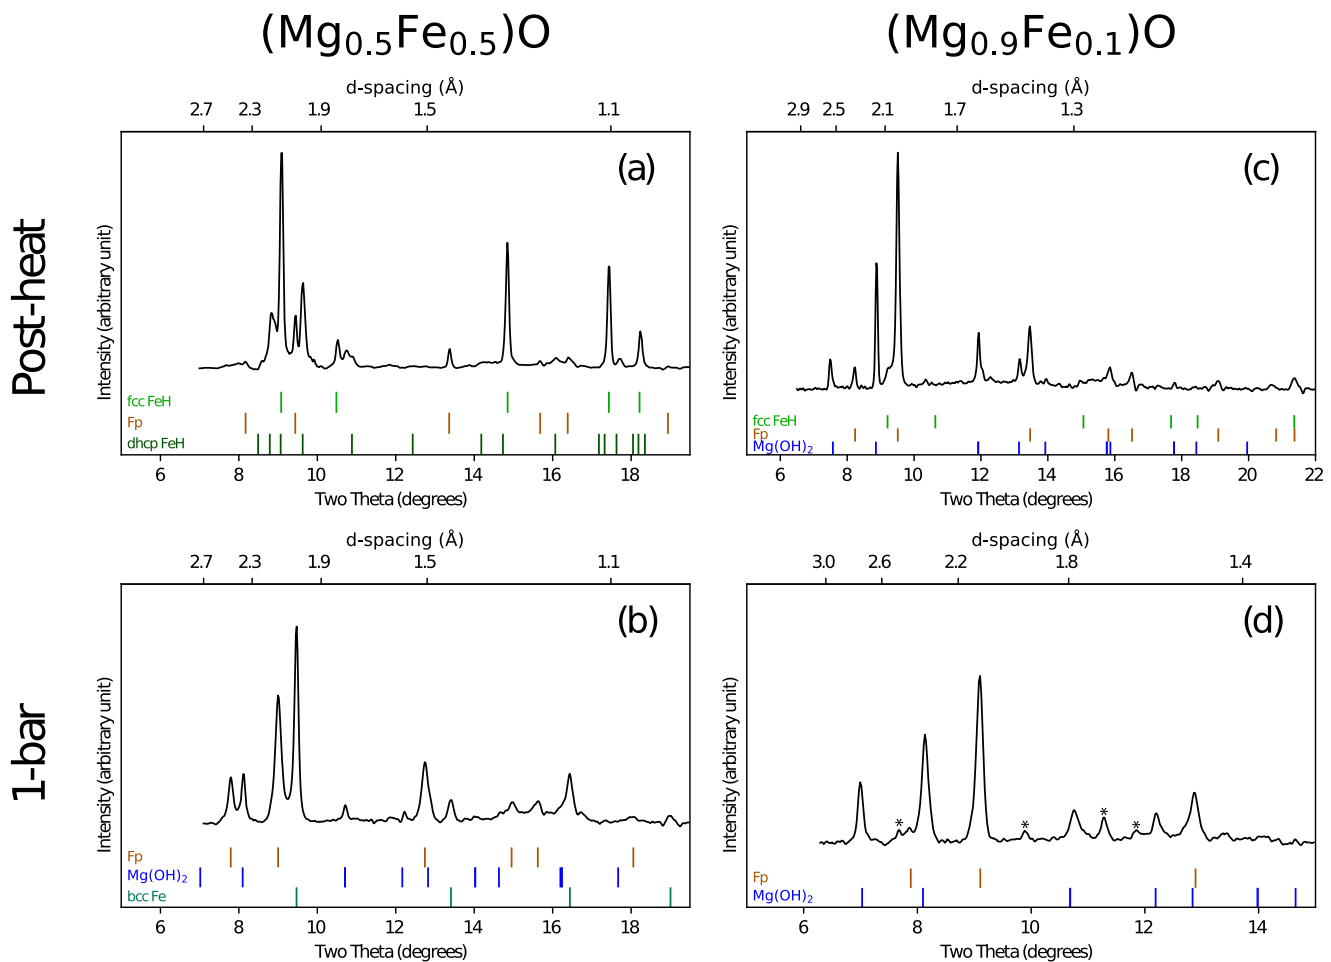 (Mg0.5Fe0.5)O
(Mg0.9Fe0.1)O
Post-heat
d-spacing (Å)
2.7 2.3 1.9 1.5 1.1
(a)
Intensity (arbitrary unit)
fcc FeH
Fp
dhcp FeH
6 8 10 12 14 16 18
Two Theta (degrees)
d-spacing (Å)
2.9 2.5 2.1 1.7 1.3
(c)
Intensity (arbitrary unit)
fcc FeH
Fp
Mg(OH)2
6 8 10 12 14 16 18 20 22
Two Theta (degrees)
1-bar
d-spacing (Å)
2.7 2.3 1.9 1.5 1.1
(b)
Intensity (arbitrary unit)
Fp
Mg(OH)2
bcc Fe
6 8 10 12 14 16 18
Two Theta (degrees)
d-spacing (Å)
3.0 2.6 2.2 1.8 1.4
(d)
Intensity (arbitrary unit)
* * * *
Fp
Mg(OH)2
6 8 10 12 14
Two Theta (degrees)